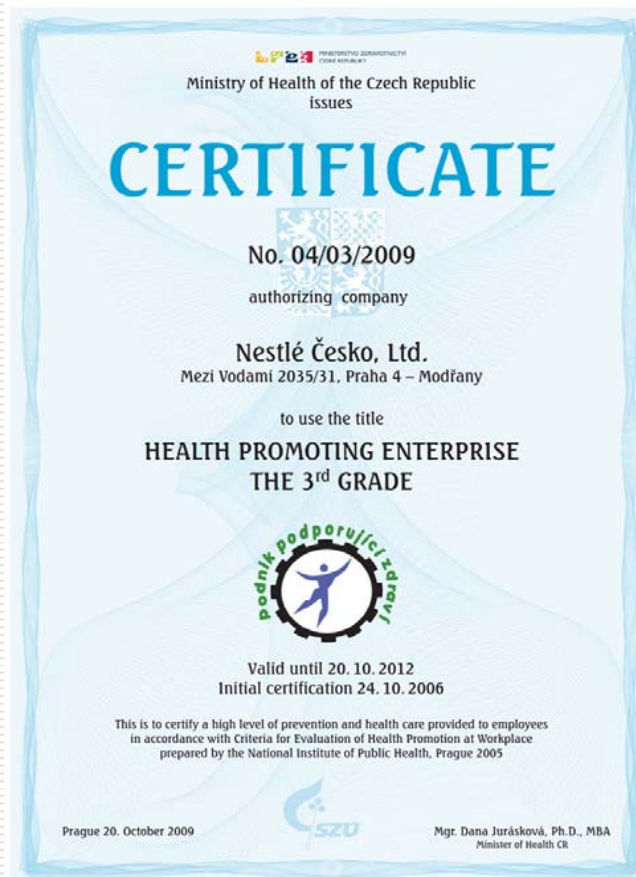 MINISTERSTVO ZDRAVOTNICTVÍ
ČESKÉ REPUBLIKY
Ministry of Health of the Czech Republic
issues
CERTIFICATE
No. 04/03/2009
authorizing company
Nestlé Česko, Ltd.
Mezi Vodami 2035/31, Praha 4 – Modřany
to use the title
HEALTH PROMOTING ENTERPRISE
THE 3rd GRADE
podnik podporující zdraví
Valid until 20. 10. 2012
Initial certification 24. 10. 2006
This is to certify a high level of prevention and health care provided to employees
in accordance with Criteria for Evaluation of Health Promotion at Workplace
prepared by the National Institute of Public Health, Prague 2005
SZÚ
Prague 20. October 2009
Mgr. Dana Jurásková, Ph.D., MBA
Minister of Health CR